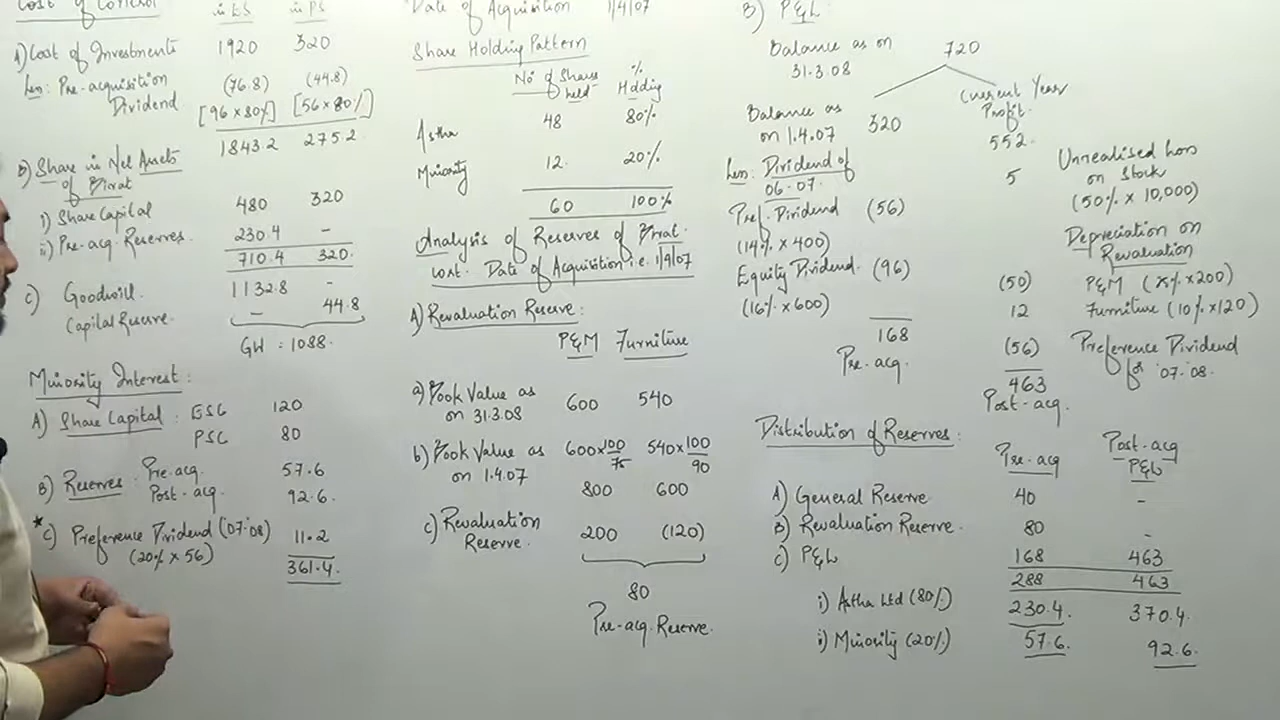 Cost of Control
in ES in PS
A) Cost of Investments 1920 320
Less: Pre-acquisition (76.8) (44.8)
Dividend [96 x 80%] [56 x 80%]
1843.2 275.2
B) Share in Net Assets
of Birat
i) Share Capital 480 320
ii) Pre-acq. Reserves. 230.4 -
710.4 320.
C) Goodwill. 1132.8 -
Capital Reserve. - 44.8
GW = 1088.
Minority Interest:
A) Share Capital: ESC 120
PSC 80
B) Reserves: Pre-acq. 57.6
Post-acq. 92.6.
*C) Preference Dividend (07-08) 11.2
(20% x 56)
361.4.
Date of Acquisition 1/4/07
Share Holding Pattern
No of Shares held %Holding
Astha 48 80%
Minority 12. 20%
60 100%
Analysis of Reserves of Birat.
w.r.t. Date of Acquisition i.e. 1/4/07
A) Revaluation Reserve:
P&M Furniture
a) Book Value as
on 31.3.08 600 540
b) Book Value as 600x100/75 540x100/90
on 1.4.07 800 600
c) Revaluation
Reserve. 200 (120)
80
Pre-acq. Reserve.
B) P&L
Balance as on 720
31.3.08
Current Year
Profit.
Balance as
on 1.4.07 320 552.
Less: Dividend of
06-07.
5 Unrealised Loss
on Stock
(50% x 10,000)
Pref. Dividend (56)
(14% x 400)
Depreciation on
Revaluation
Equity Dividend. (96)
(16% x 600)
(50) P&M (25% x 200)
12 Furniture (10% x 120)
168
Pre-acq.
(56) Preference Dividend
for '07-'08.
463
Post-acq.
Distribution of Reserves:
Pre-acq Post-acq
P&L
A) General Reserve 40 -
B) Revaluation Reserve. 80 -
C) P&L 168 463
288 463
i) Astha Ltd (80%) 230.4. 370.4.
ii) Minority (20%) 57.6. 92.6.